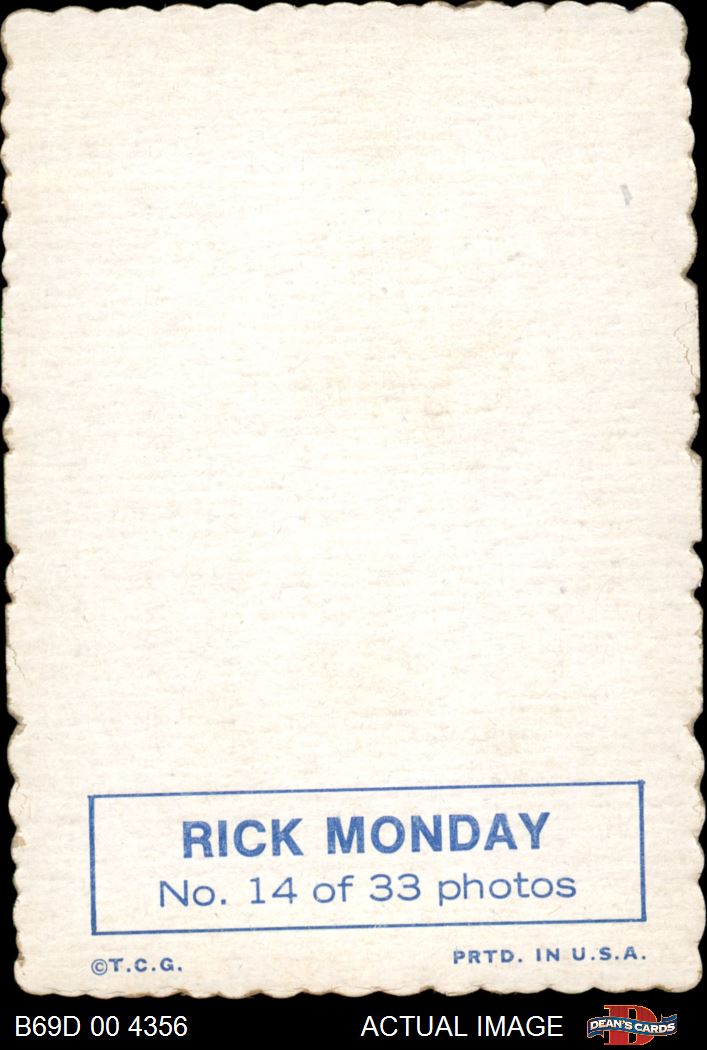 RICK MONDAY
No. 14 of 33 photos
©T.C.G.
PRTD. IN U.S.A.
B69D 00 4356
ACTUAL IMAGE
DEAN'S CARDS